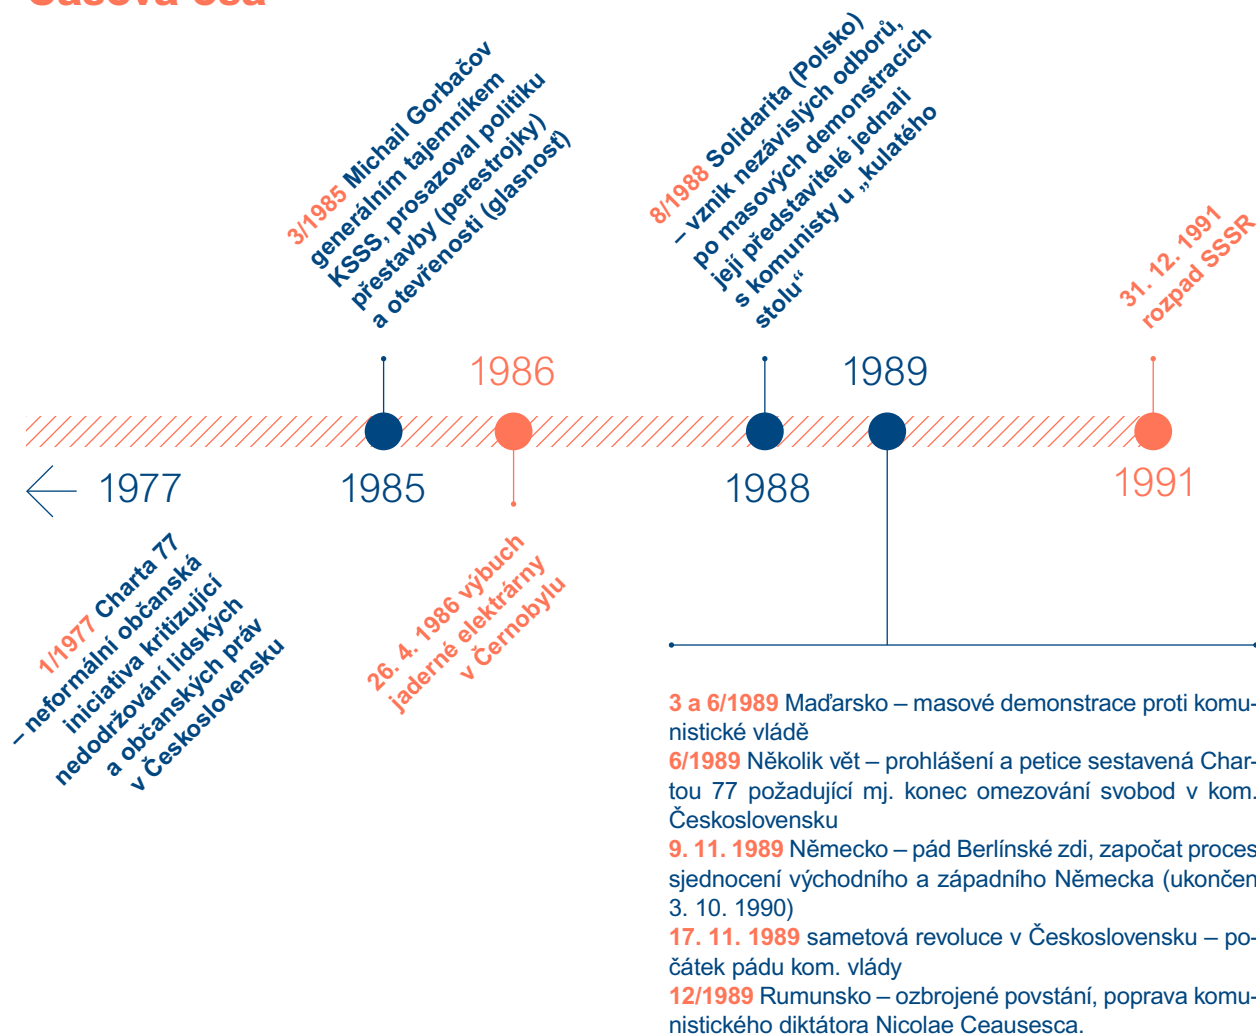 Časová osa
3/1985 Michail Gorbačov
generálním tajemníkem
KSSS, prosazoval politiku
přestavby (perestrojky)
a otevřenosti (glasnosť)
8/1988 Solidarita (Polsko)
– vznik nezávislých odborů,
po masových demonstracích
její představitelé jednali
s komunisty u „kulatého
stolu“
31. 12. 1991
rozpad SSSR
1986
1989
1977
1985
1988
1991
1/1977 Charta 77
– neformální občanská
iniciativa kritizující
nedodržování lidských
a občanských práv
v Československu
26. 4. 1986 výbuch
jaderné elektrárny
v Černobylu
3 a 6/1989 Maďarsko – masové demonstrace proti komu-
nistické vládě
6/1989 Několik vět – prohlášení a petice sestavená Char-
tou 77 požadující mj. konec omezování svobod v kom.
Československu
9. 11. 1989 Německo – pád Berlínské zdi, započat proces
sjednocení východního a západního Německa (ukončen
3. 10. 1990)
17. 11. 1989 sametová revoluce v Československu – po-
čátek pádu kom. vlády
12/1989 Rumunsko – ozbrojené povstání, poprava komu-
nistického diktátora Nicolae Ceausesca.